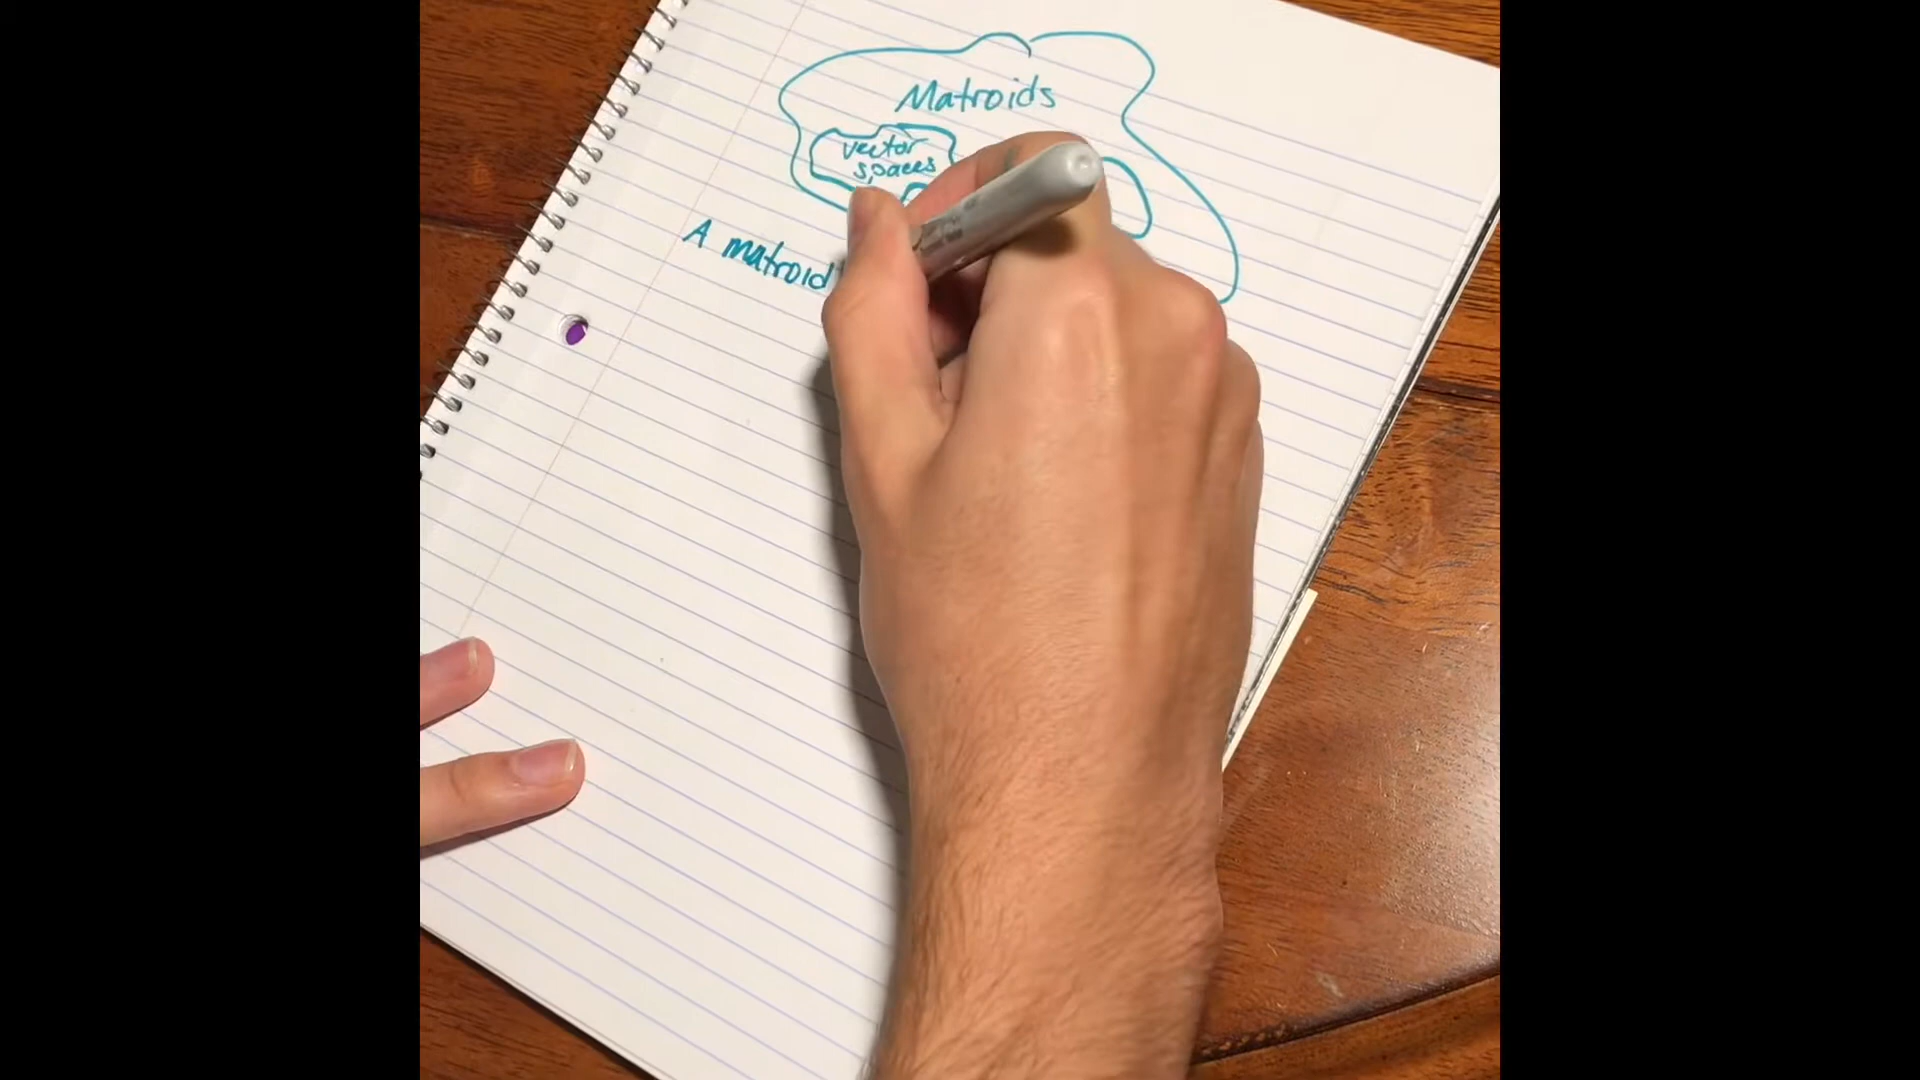 Matroids
vector
spaces
A matroid